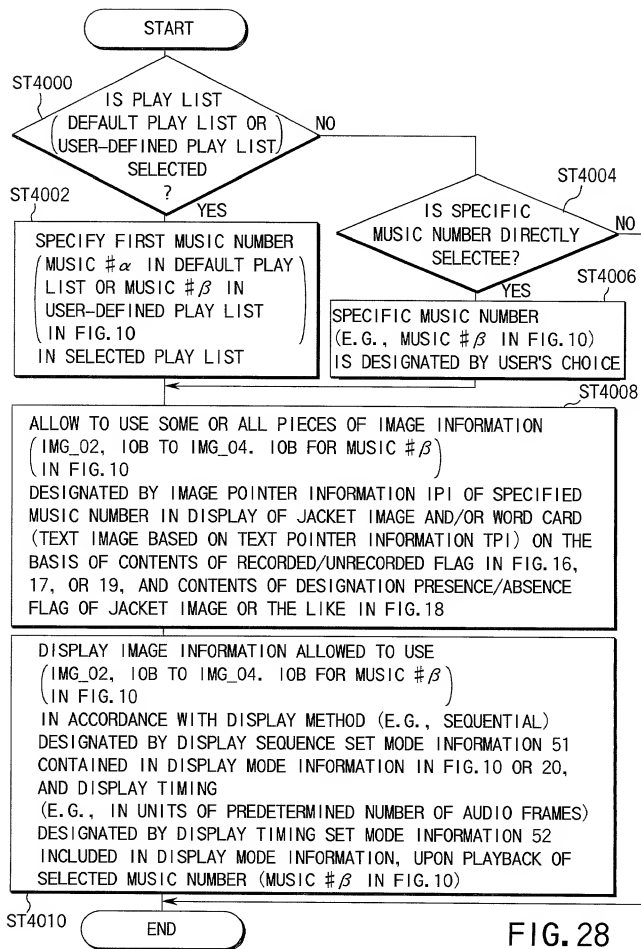 START
ST4000
IS PLAY LIST
(DEFAULT PLAY LIST OR
USER-DEFINED PLAY LIST)
SELECTED
?
NO
YES
ST4002
SPECIFY FIRST MUSIC NUMBER
(MUSIC #α IN DEFAULT PLAY
LIST OR MUSIC #β IN
USER-DEFINED PLAY LIST
IN FIG.10)
IN SELECTED PLAY LIST
ST4004
IS SPECIFIC
MUSIC NUMBER DIRECTLY
SELECTEE?
NO
YES
ST4006
SPECIFIC MUSIC NUMBER
(E.G., MUSIC #β IN FIG.10)
IS DESIGNATED BY USER'S CHOICE
ST4008
ALLOW TO USE SOME OR ALL PIECES OF IMAGE INFORMATION
(IMG_02, IOB TO IMG_04. IOB FOR MUSIC #β
IN FIG.10)
DESIGNATED BY IMAGE POINTER INFORMATION IPI OF SPECIFIED
MUSIC NUMBER IN DISPLAY OF JACKET IMAGE AND/OR WORD CARD
(TEXT IMAGE BASED ON TEXT POINTER INFORMATION TPI) ON THE
BASIS OF CONTENTS OF RECORDED/UNRECORDED FLAG IN FIG.16,
17, OR 19, AND CONTENTS OF DESIGNATION PRESENCE/ABSENCE
FLAG OF JACKET IMAGE OR THE LIKE IN FIG.18
DISPLAY IMAGE INFORMATION ALLOWED TO USE
(IMG_02, IOB TO IMG_04. IOB FOR MUSIC #β
IN FIG.10)
IN ACCORDANCE WITH DISPLAY METHOD (E.G., SEQUENTIAL)
DESIGNATED BY DISPLAY SEQUENCE SET MODE INFORMATION 51
CONTAINED IN DISPLAY MODE INFORMATION IN FIG.10 OR 20,
AND DISPLAY TIMING
(E.G., IN UNITS OF PREDETERMINED NUMBER OF AUDIO FRAMES)
DESIGNATED BY DISPLAY TIMING SET MODE INFORMATION 52
INCLUDED IN DISPLAY MODE INFORMATION, UPON PLAYBACK OF
SELECTED MUSIC NUMBER (MUSIC #β IN FIG.10)
ST4010
END
FIG.28